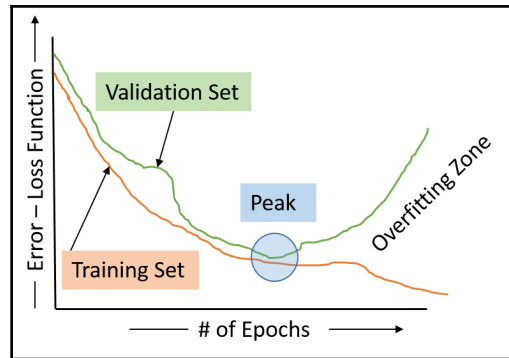 Validation Set
Peak
Training Set
Overfitting Zone
Error – Loss Function
# of Epochs